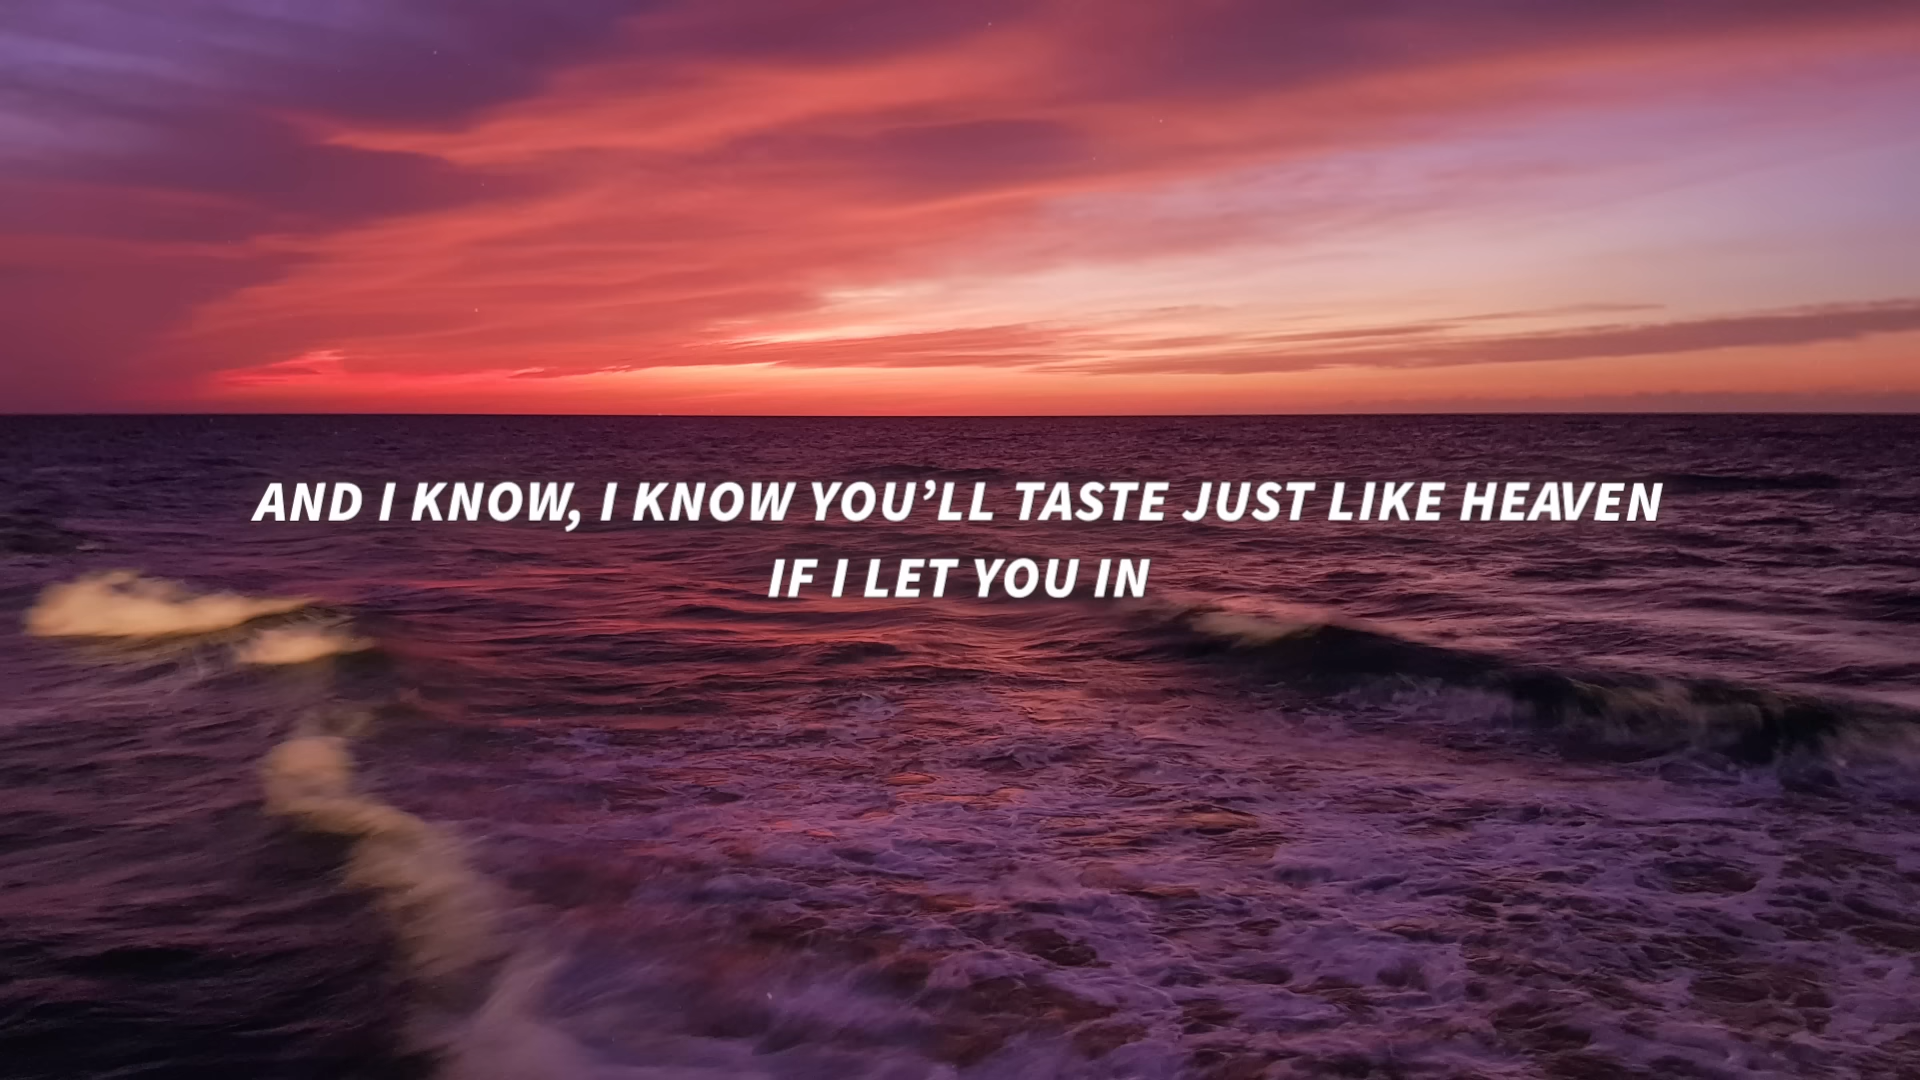 AND I KNOW, I KNOW YOU’LL TASTE JUST LIKE HEAVEN
IF I LET YOU IN